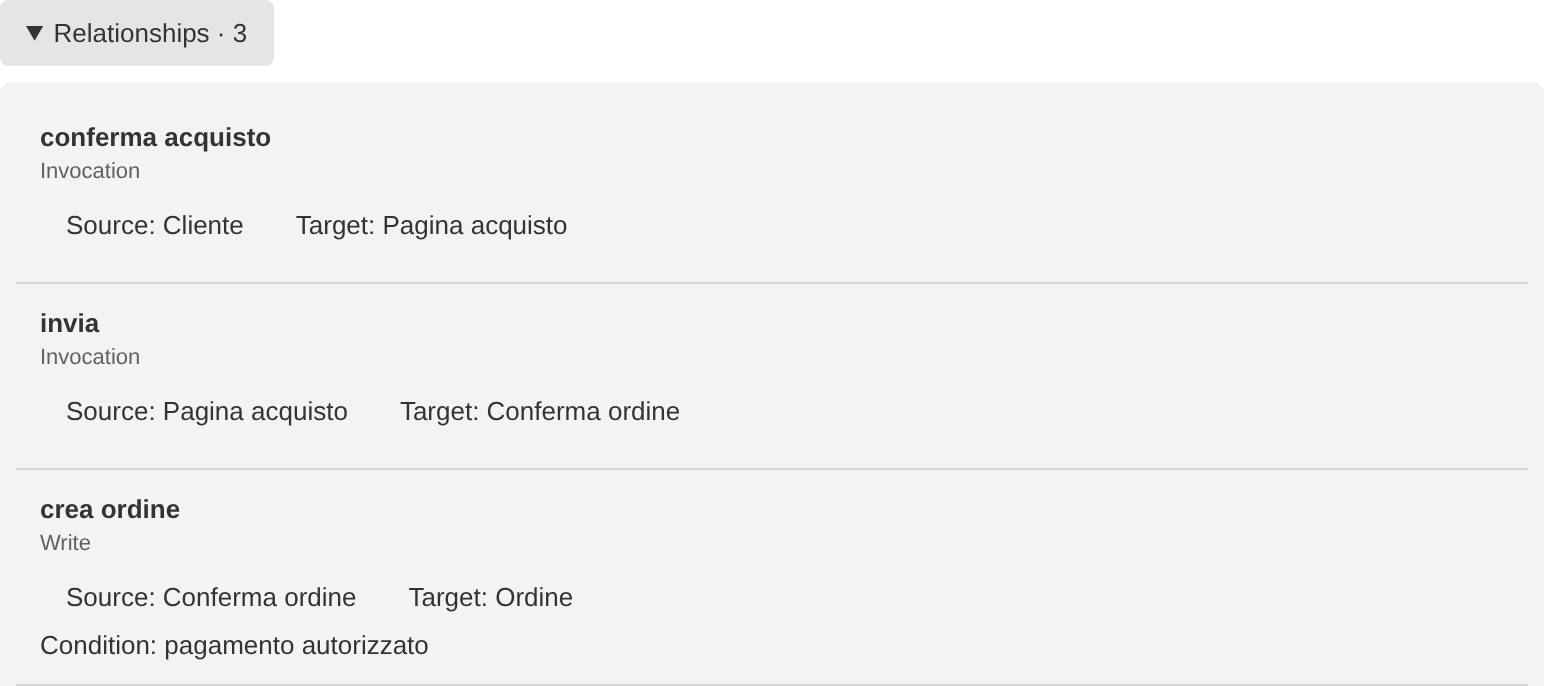 ▼ Relationships · 3
conferma acquisto
Invocation
Source: Cliente Target: Pagina acquisto
invia
Invocation
Source: Pagina acquisto Target: Conferma ordine
crea ordine
Write
Source: Conferma ordine Target: Ordine
Condition: pagamento autorizzato